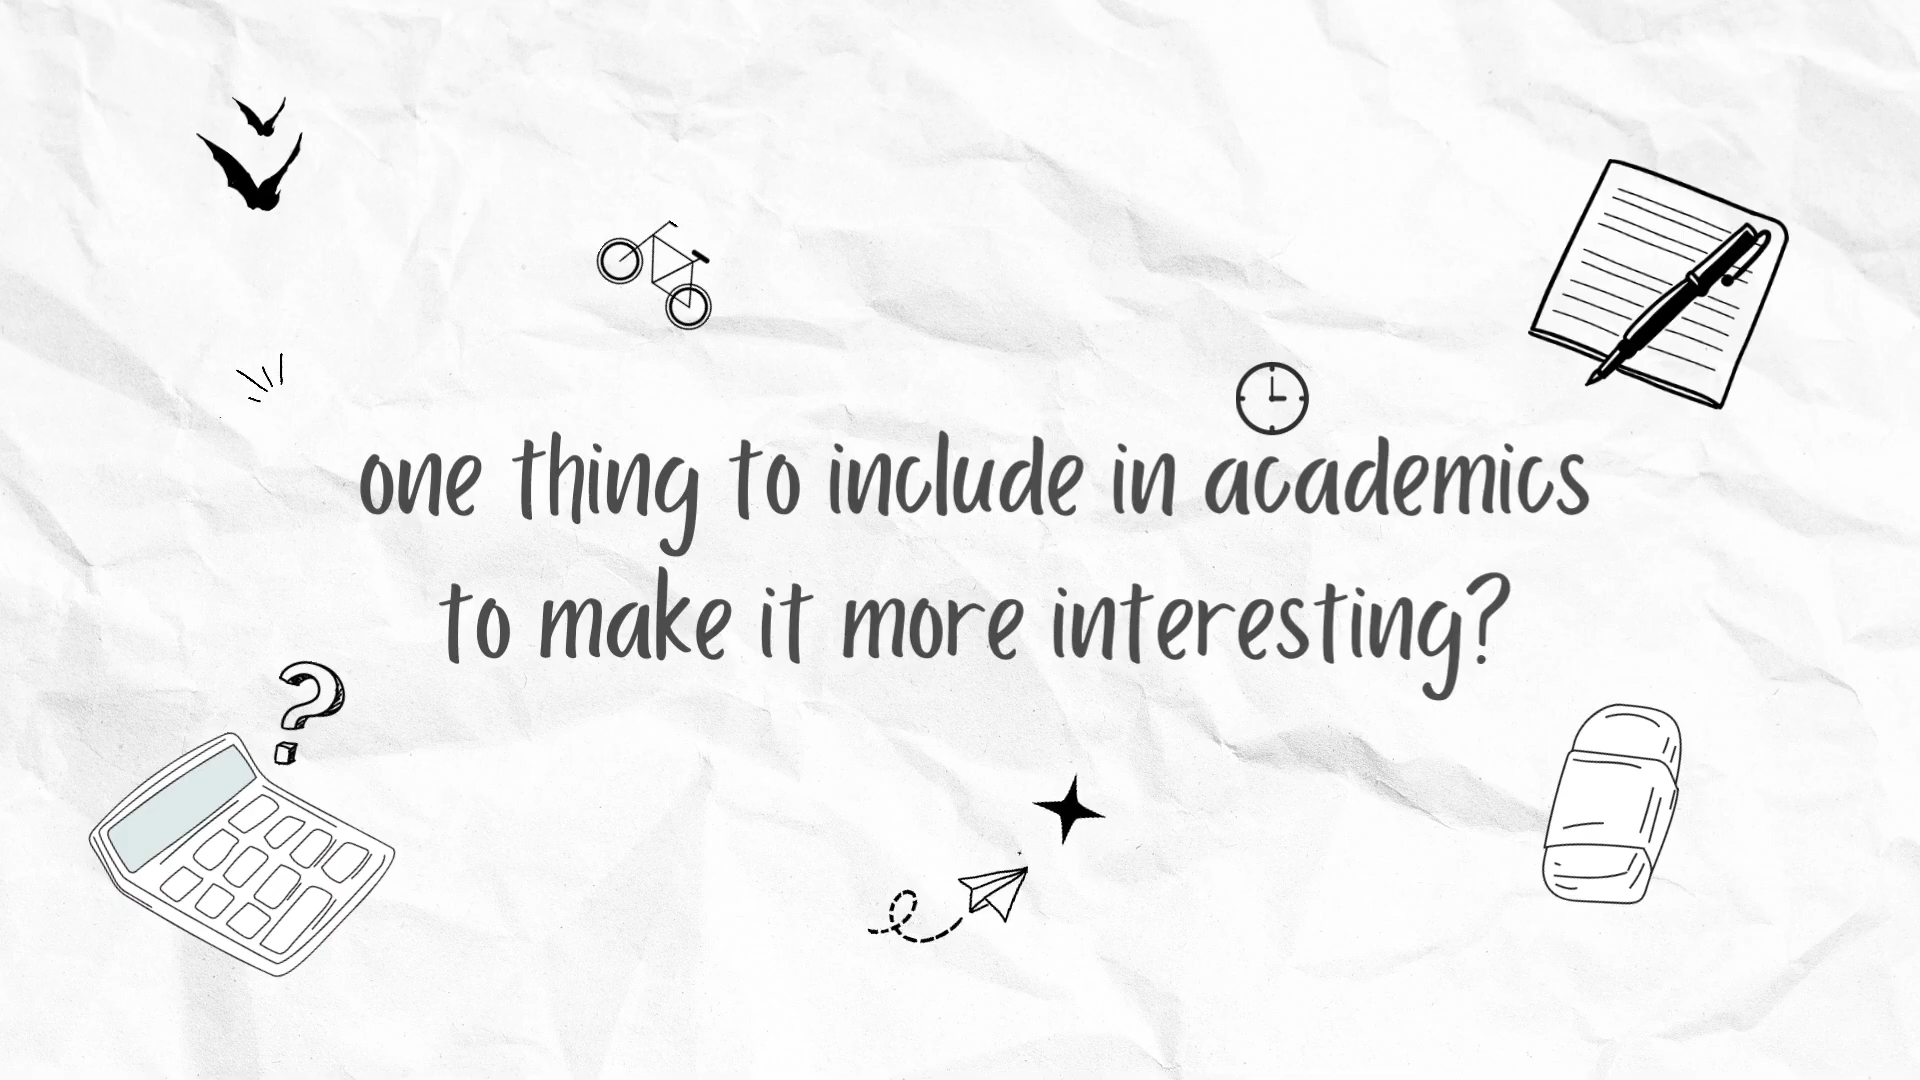 one thing to include in academics
to make it more interesting?
?